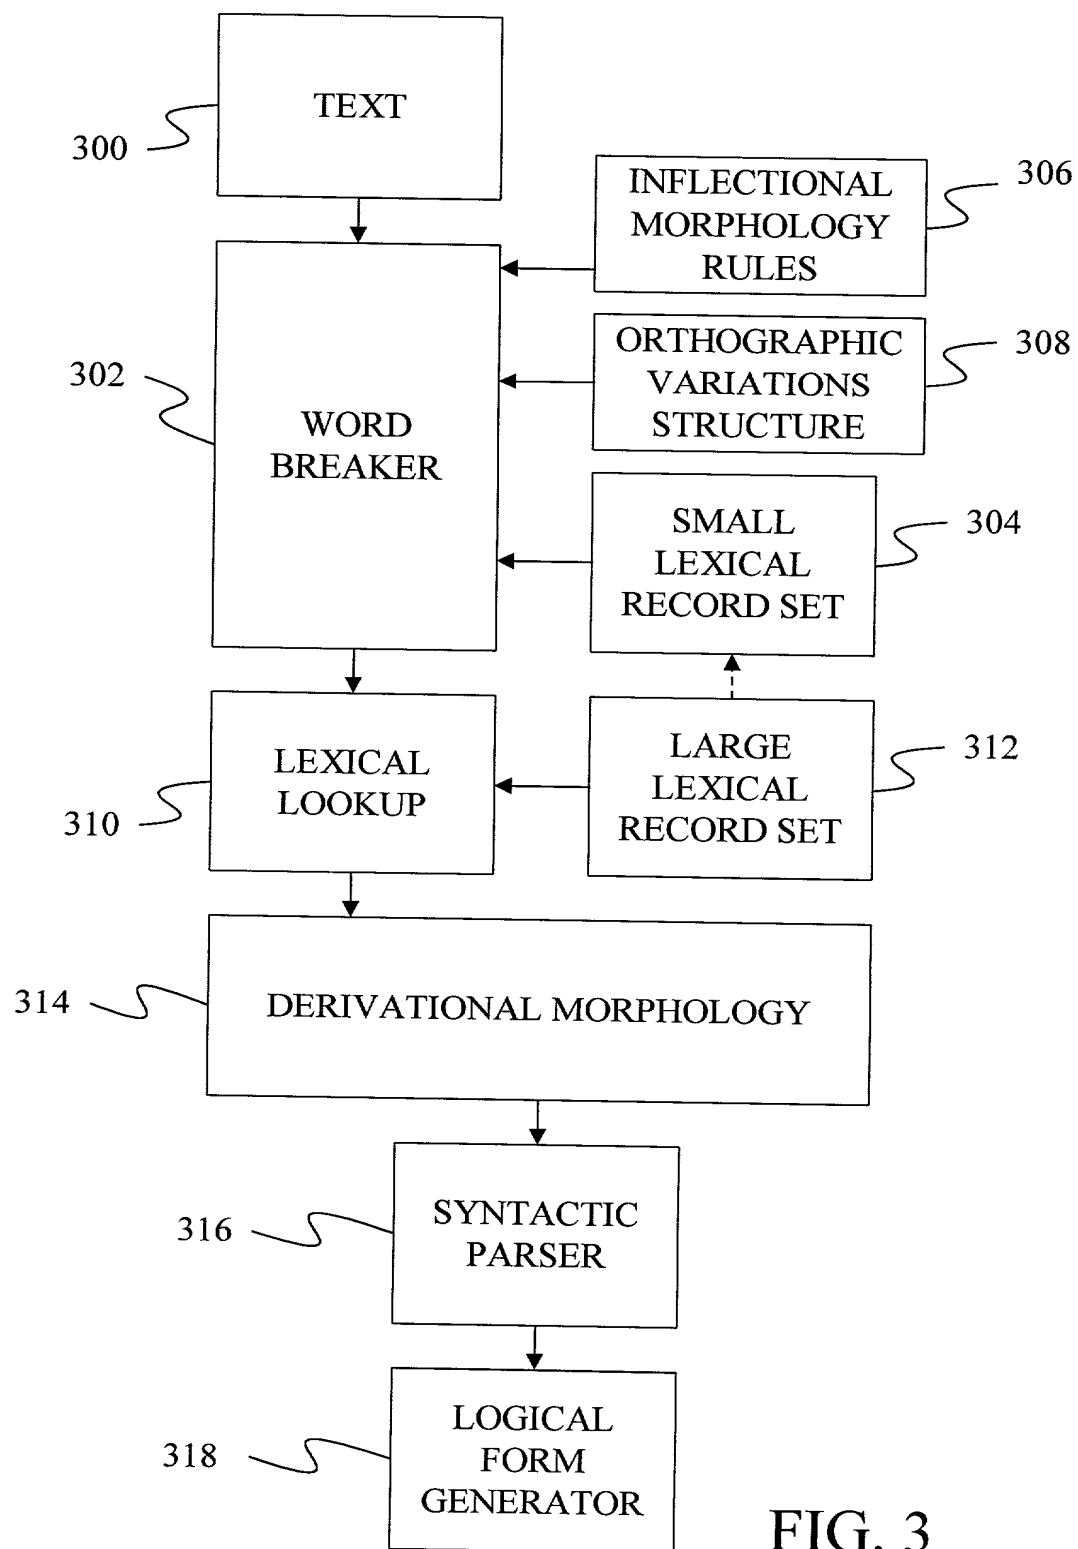 TEXT
300
INFLECTIONAL
MORPHOLOGY
RULES
306
302
WORD
BREAKER
ORTHOGRAPHIC
VARIATIONS
STRUCTURE
308
SMALL
LEXICAL
RECORD SET
304
310
LEXICAL
LOOKUP
LARGE
LEXICAL
RECORD SET
312
314
DERIVATIONAL MORPHOLOGY
316
SYNTACTIC
PARSER
318
LOGICAL
FORM
GENERATOR
FIG. 3